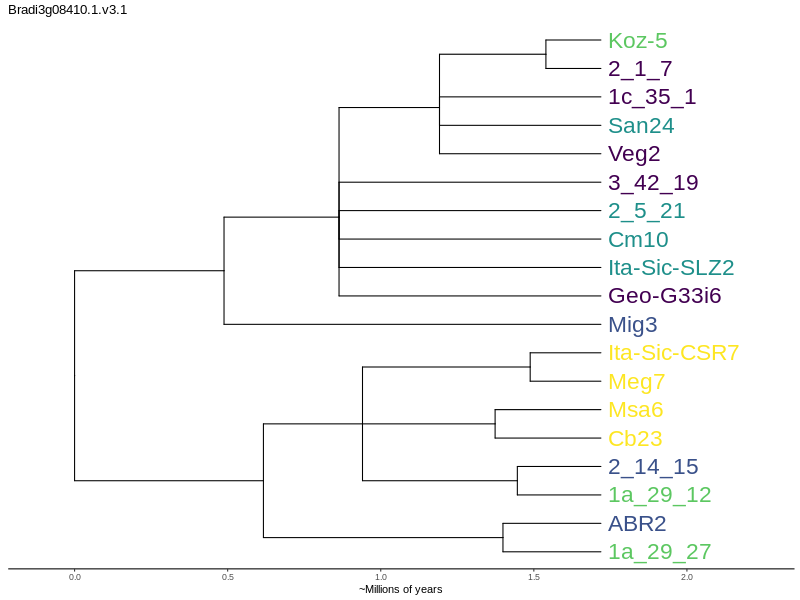 Bradi3g08410.1.v3.1
Koz-5
2_1_7
1c_35_1
San24
Veg2
3_42_19
2_5_21
Cm10
Ita-Sic-SLZ2
Geo-G33i6
Mig3
Ita-Sic-CSR7
Meg7
Msa6
Cb23
2_14_15
1a_29_12
ABR2
1a_29_27
0.0 0.5 1.0 1.5 2.0
~Millions of years